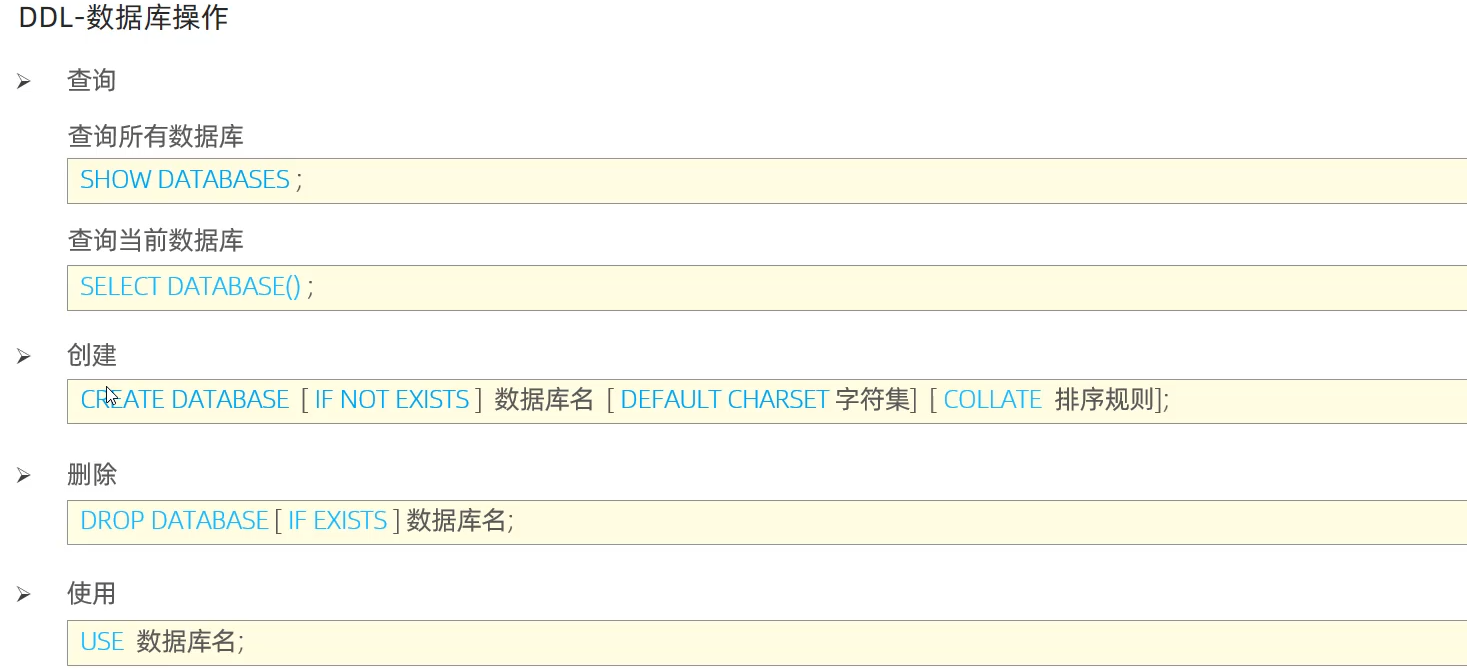 DDL-数据库操作
查询
查询所有数据库
SHOW DATABASES ;
查询当前数据库
SELECT DATABASE() ;
创建
CREATE DATABASE [ IF NOT EXISTS ] 数据库名 [ DEFAULT CHARSET 字符集] [ COLLATE 排序规则];
删除
DROP DATABASE [ IF EXISTS ] 数据库名;
使用
USE 数据库名;